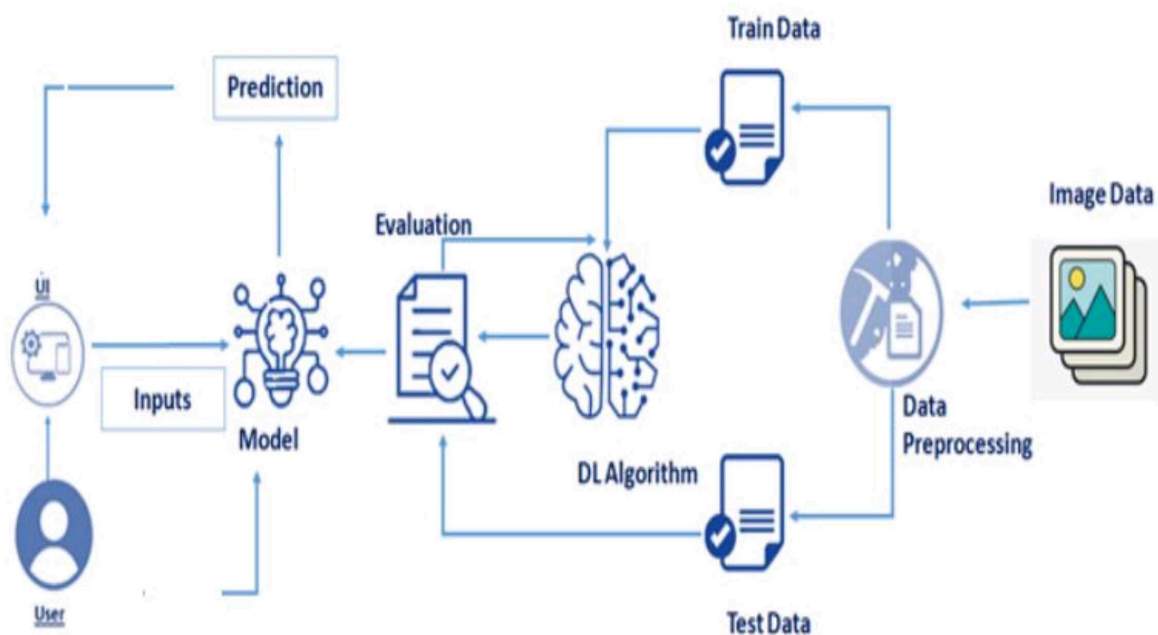 Train Data
Prediction
Image Data
Evaluation
UI
Inputs
Data
Preprocessing
Model
DL Algorithm
User
Test Data